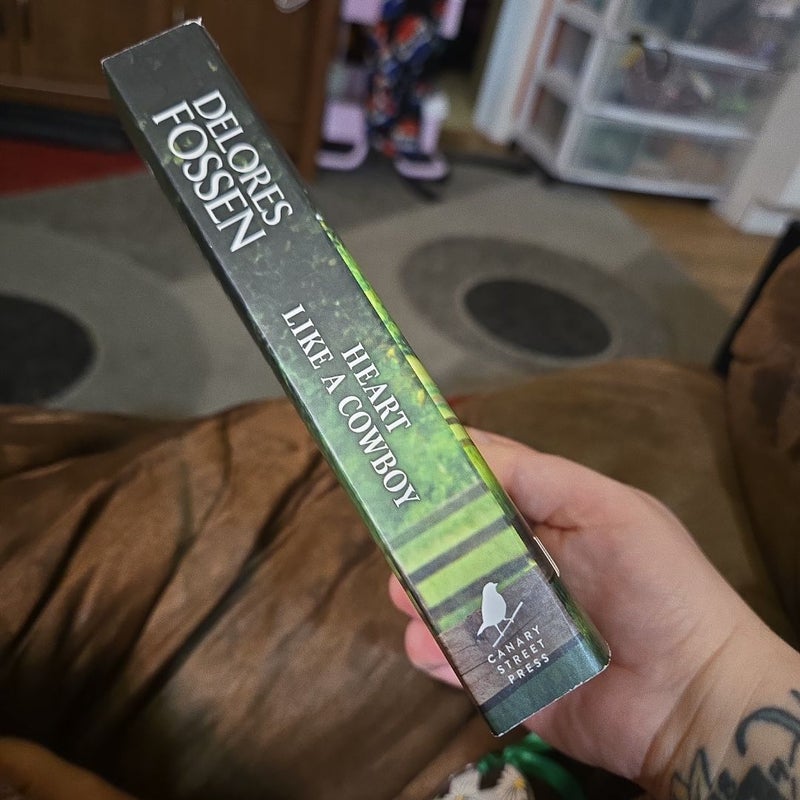 DELORES
FOSSEN
HEART
LIKE A COWBOY
CANARY
STREET
PRESS